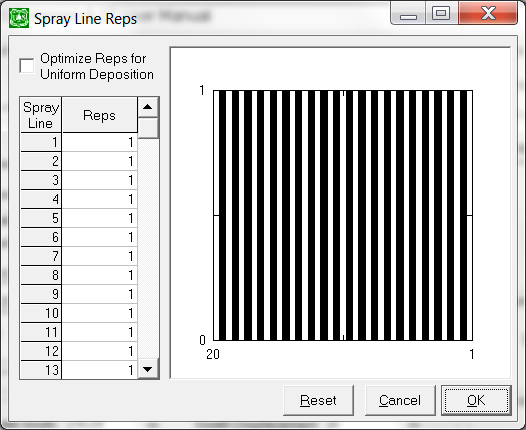 Spray Line Reps
Optimize Reps for
Uniform Deposition
Spray
Line
Reps
1 1
2 1
3 1
4 1
5 1
6 1
7 1
8 1
9 1
10 1
11 1
12 1
13 1
1
0
20 1
Reset Cancel OK